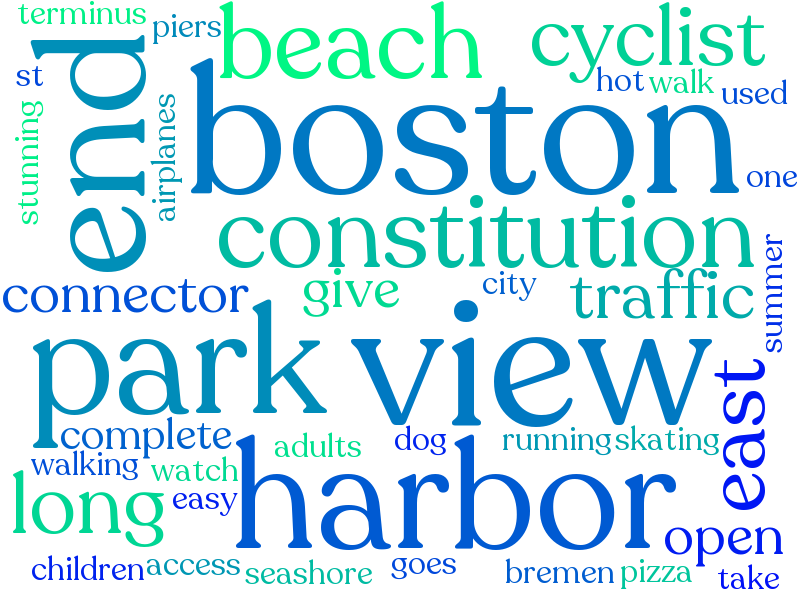 terminus
piers
beach
cyclist
st
end
hot
walk
used
boston
stunning
airplanes
one
constitution
connector
give
city
traffic
summer
park
view
complete
adults
dog
running
skating
east
walking
watch
long
easy
harbor
open
children
access
seashore
goes
bremen
pizza
take